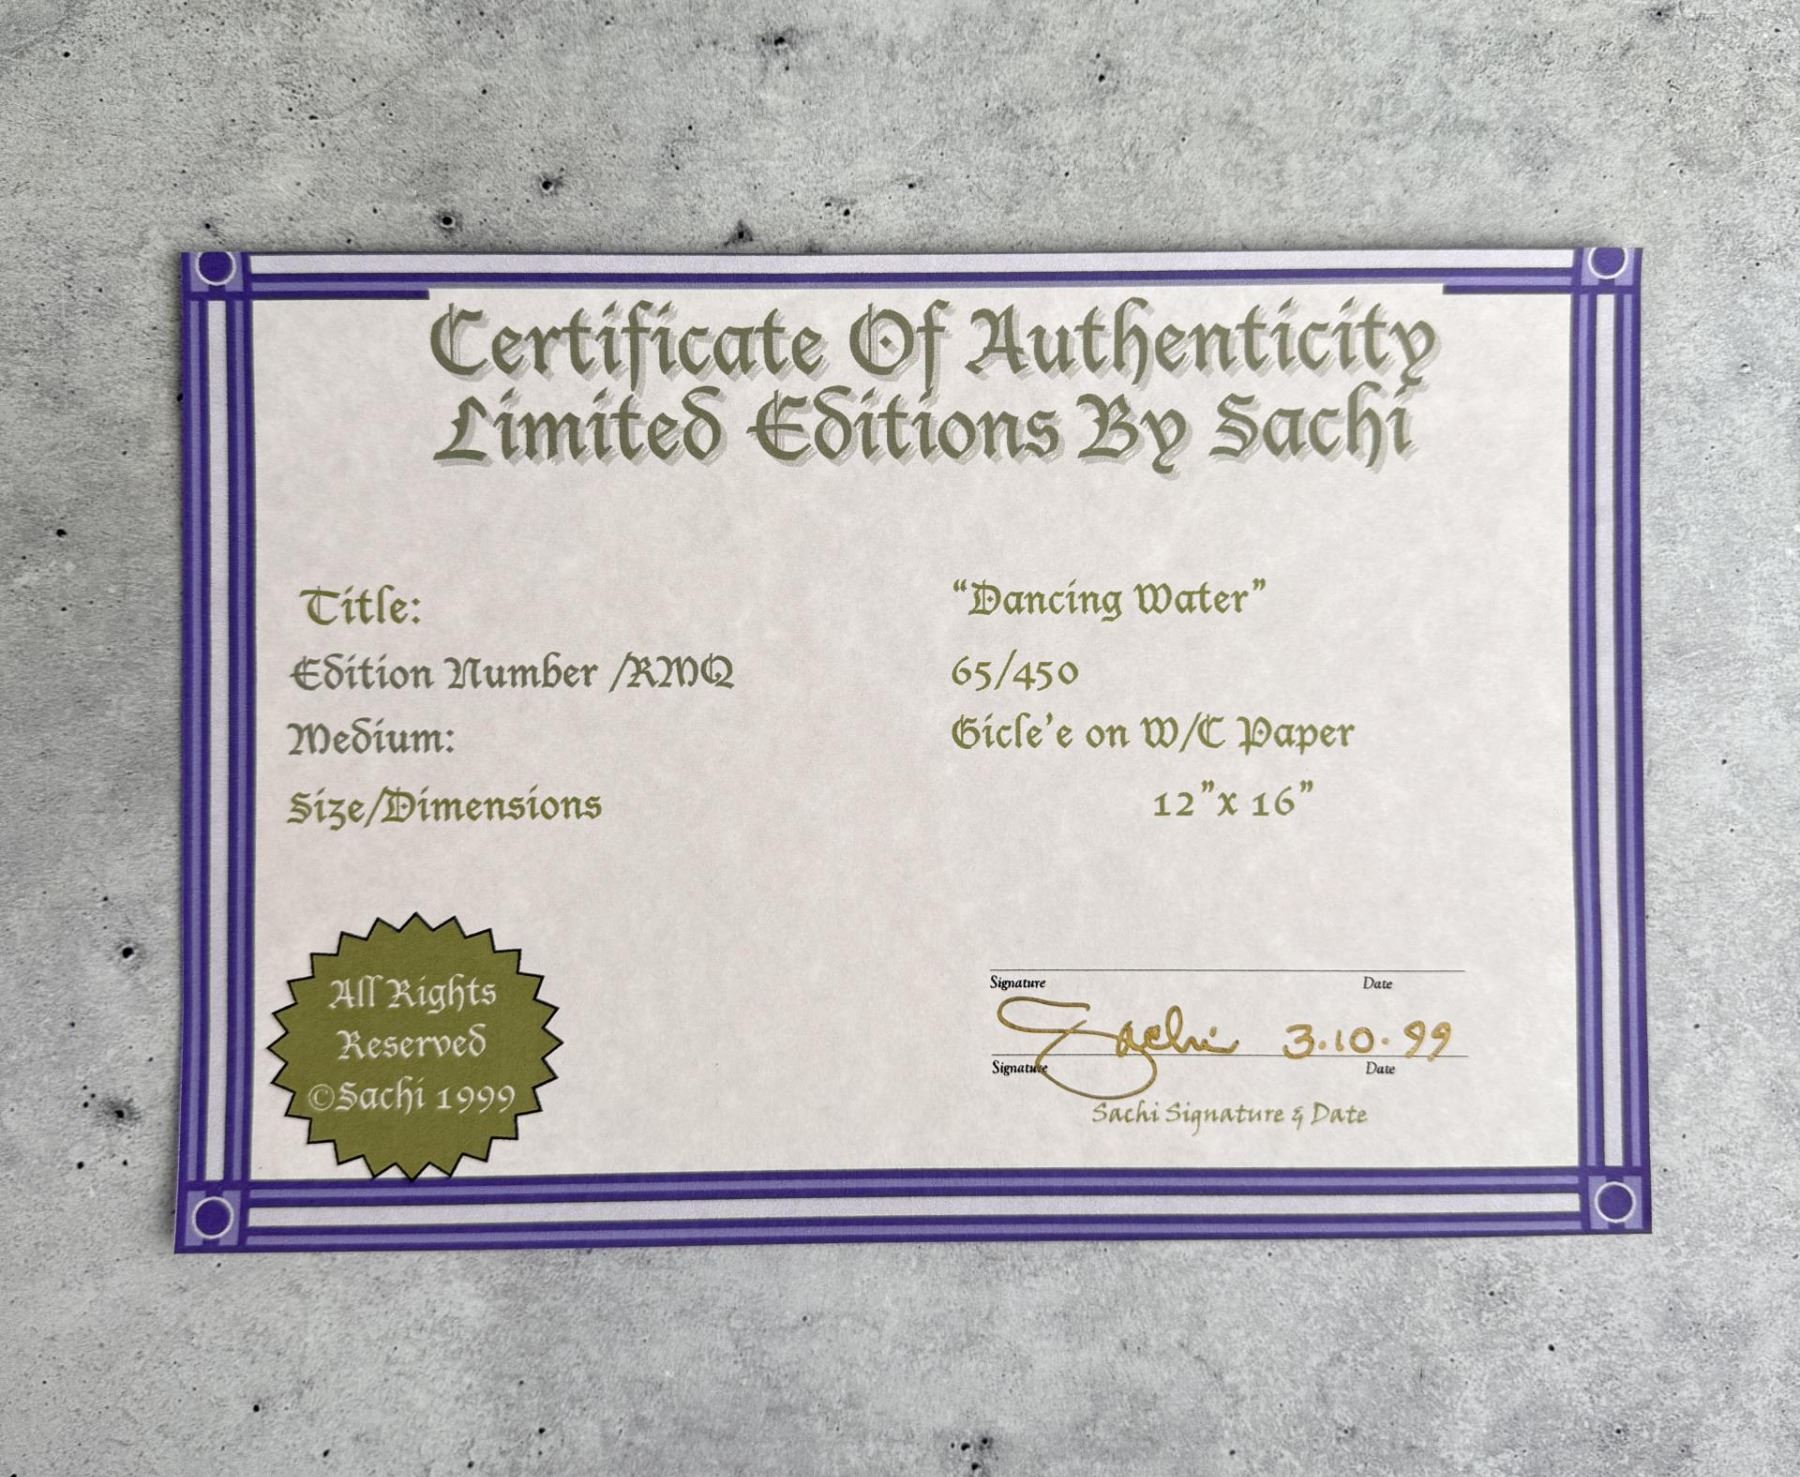 Certificate Of Authenticity
Limited Editions By Sachi
Title: "Dancing Water"
Edition Number /RMQ 65/450
Medium: Gicle'e on W/C Paper
Size/Dimensions 12"x 16"
All Rights
Reserved
©Sachi 1999
Signature Date
Sachi 3.10.99
Signature Date
Sachi Signature & Date